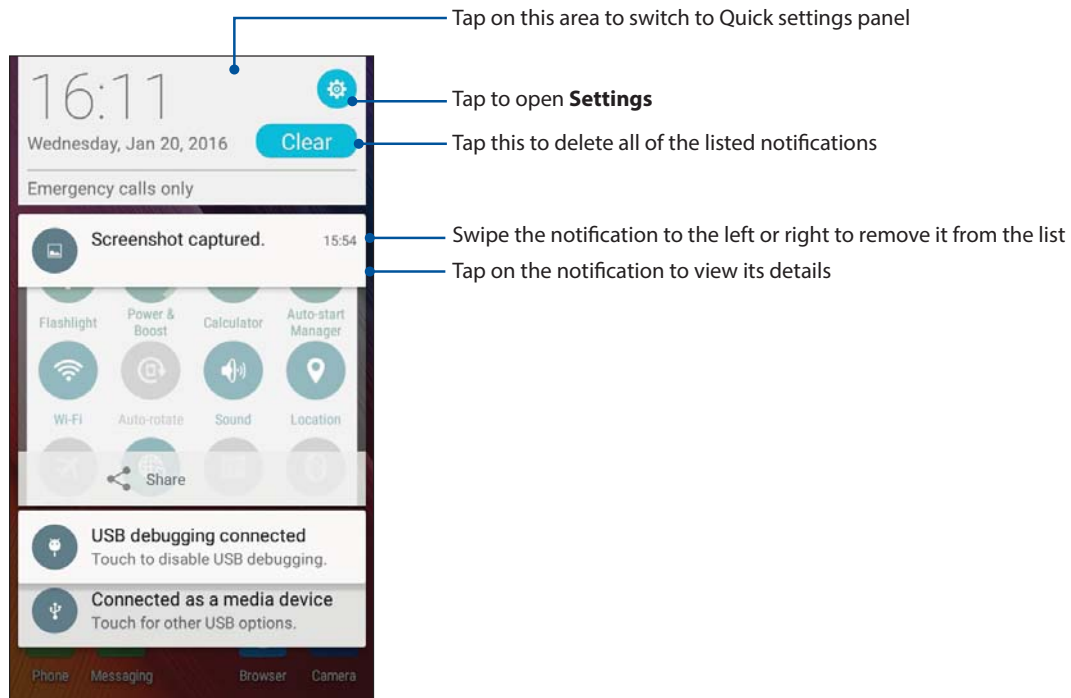 Tap on this area to switch to Quick settings panel
16:11
Tap to open Settings
Wednesday, Jan 20, 2016
Clear
Tap this to delete all of the listed notifications
Emergency calls only
Screenshot captured.
15:54
Swipe the notification to the left or right to remove it from the list
Tap on the notification to view its details
Flashlight
Power &
Boost
Calculator
Auto-start
Manager
Wi-Fi
Auto-rotate
Sound
Location
Share
USB debugging connected
Touch to disable USB debugging.
Connected as a media device
Touch for other USB options.
Phone
Messaging
Browser
Camera